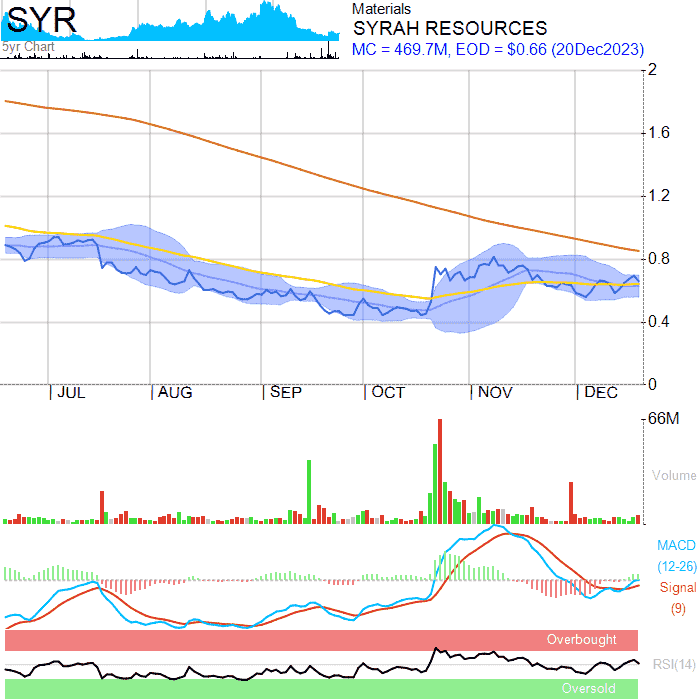 SYR
5yr Chart
Materials
SYRAH RESOURCES
MC = 469.7M, EOD = $0.66 (20Dec2023)
2
1.6
1.2
0.8
0.4
0
JUL AUG SEP OCT NOV DEC
66M
Volume
MACD
(12-26)
Signal
(9)
Overbought
RSI(14)
Oversold